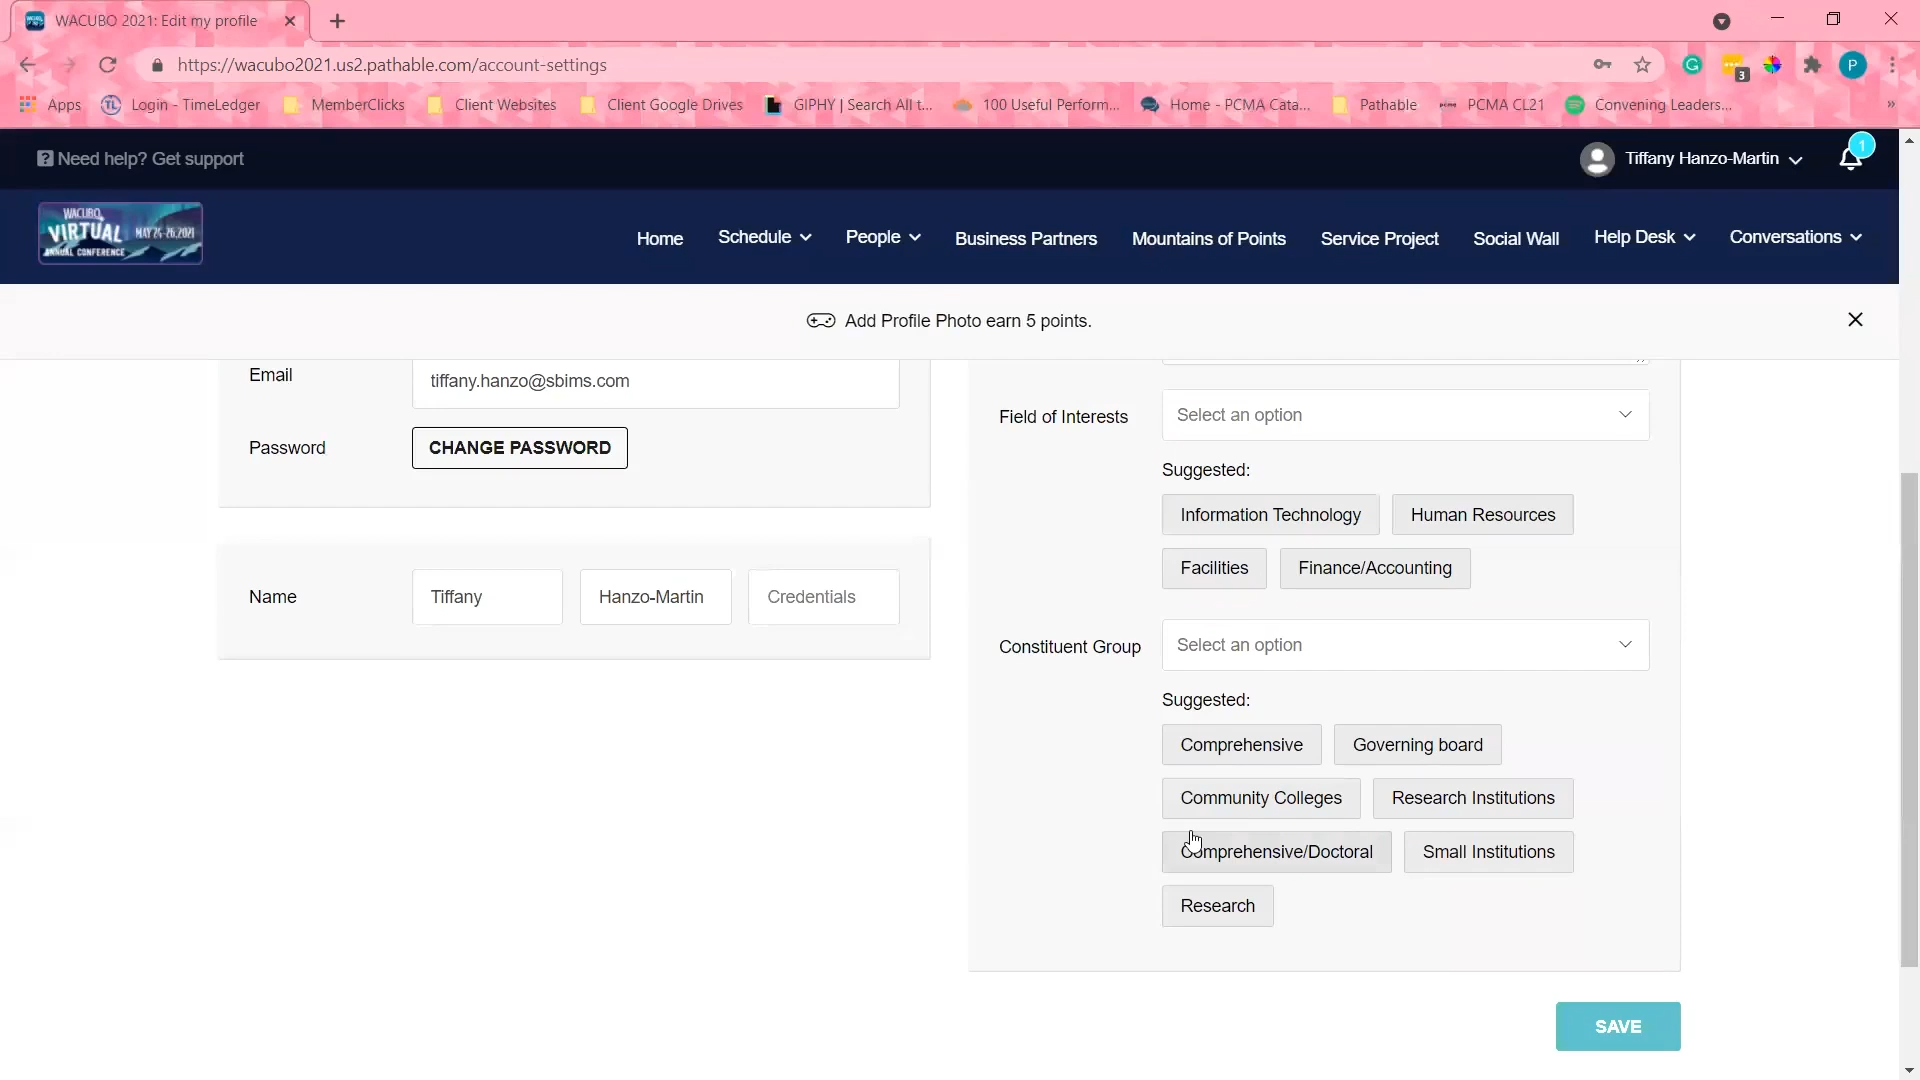 WACUBO 2021: Edit my profile
https://wacubo2021.us2.pathable.com/account-settings
3
P
Apps
TL Login - TimeLedger
MemberClicks
Client Websites
Client Google Drives
GIPHY | Search All t...
100 Useful Perform...
Home - PCMA Cata...
Pathable
PCMA CL21
Convening Leaders...
Need help? Get support
Tiffany Hanzo-Martin
1
WACUBO
VIRTUAL MAY 24-26, 2021
ANNUAL CONFERENCE
Home
Schedule
People
Business Partners
Mountains of Points
Service Project
Social Wall
Help Desk
Conversations
Add Profile Photo earn 5 points.
Email
tiffany.hanzo@sbims.com
Password
CHANGE PASSWORD
Name
Tiffany
Hanzo-Martin
Credentials
Field of Interests
Select an option
Suggested:
Information Technology
Human Resources
Facilities
Finance/Accounting
Constituent Group
Select an option
Suggested:
Comprehensive
Governing board
Community Colleges
Research Institutions
Comprehensive/Doctoral
Small Institutions
Research
SAVE